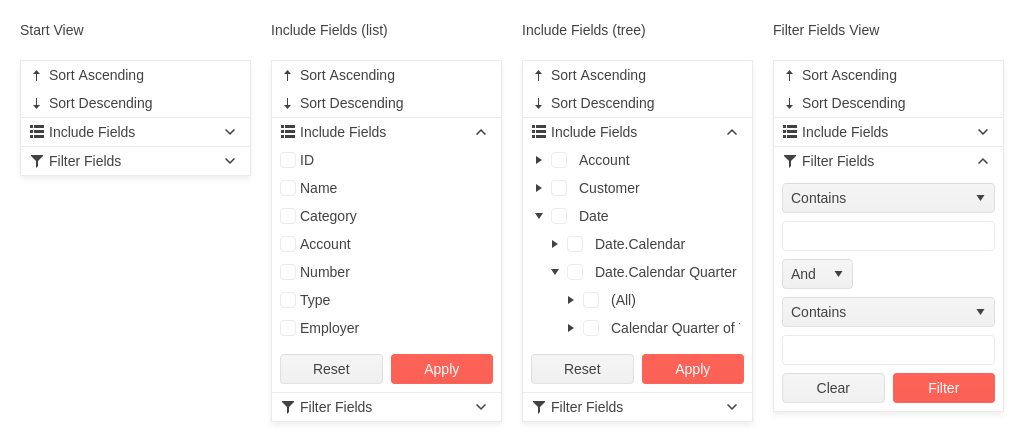 Start View
Sort Ascending
Sort Descending
Include Fields
Filter Fields
Include Fields (list)
Sort Ascending
Sort Descending
Include Fields
ID
Name
Category
Account
Number
Type
Employer
Reset Apply
Filter Fields
Include Fields (tree)
Sort Ascending
Sort Descending
Include Fields
Account
Customer
Date
Date.Calendar
Date.Calendar Quarter
(All)
Calendar Quarter of
Reset Apply
Filter Fields
Filter Fields View
Sort Ascending
Sort Descending
Include Fields
Filter Fields
Contains
And
Contains
Clear Filter